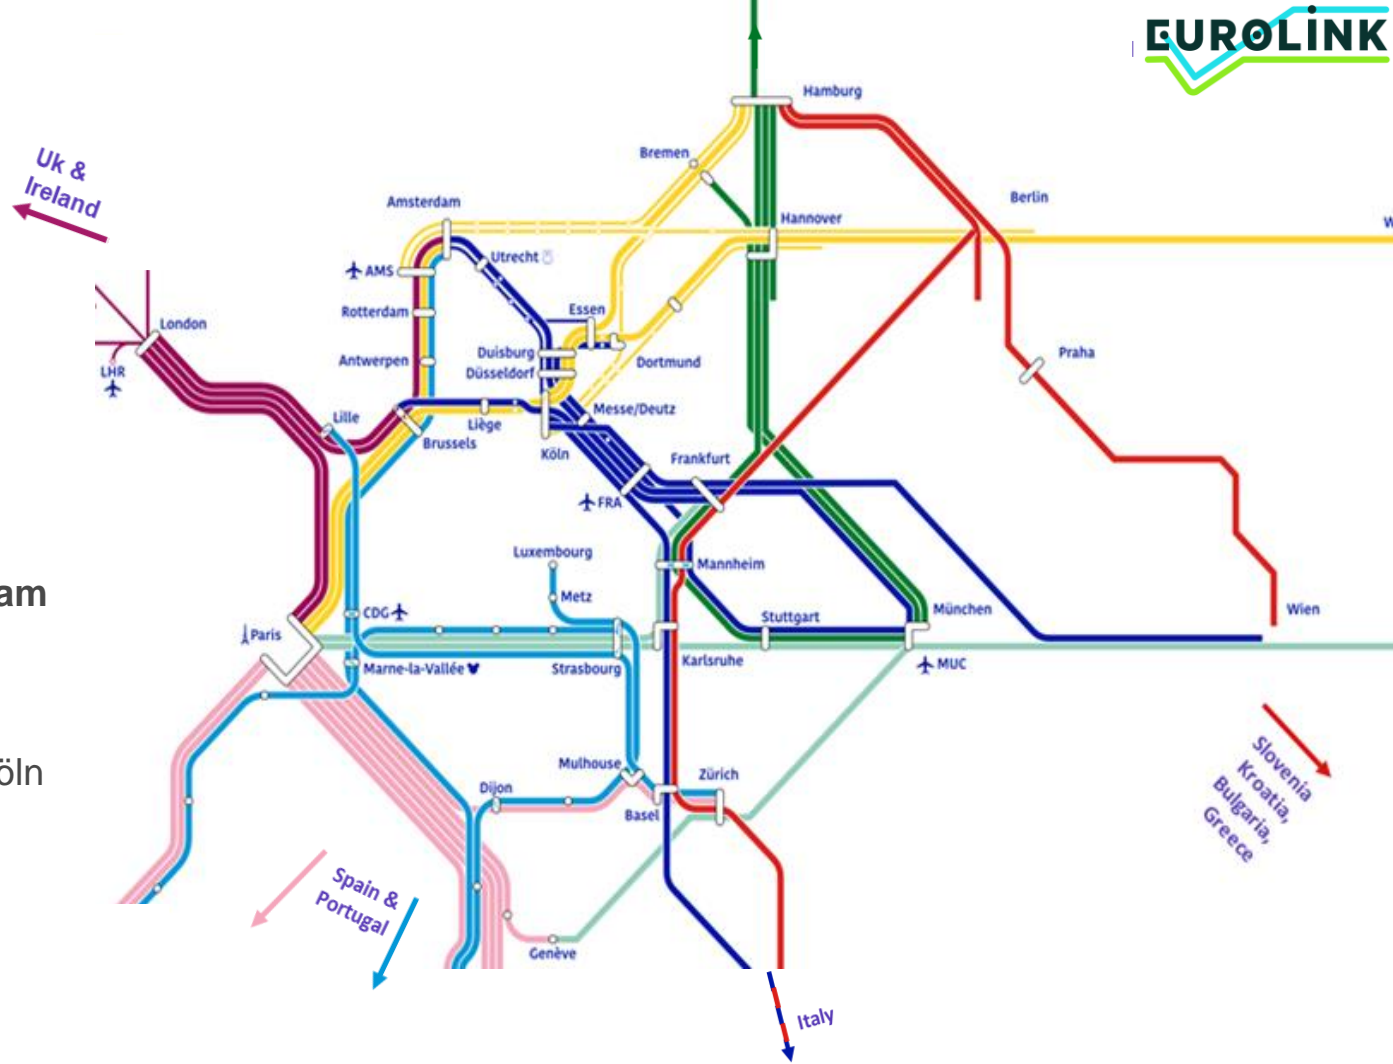 EUROLINK
Hamburg
Uk &
Ireland
Bremen
Berlin
Amsterdam
Hannover
W
Utrecht
AMS
Rotterdam
Essen
London
Antwerpen
Duisburg
Dortmund
Praha
LHR
Düsseldorf
Lille
Messe/Deutz
Liège
Brussels
Köln
Frankfurt
FRA
Luxembourg
Mannheim
am
Metz
CDG
Stuttgart
München
Wien
Paris
Marne-la-Vallée
Strasbourg
Karlsruhe
MUC
öln
Mulhouse
Zürich
Dijon
Basel
Slovenia
Kroatia,
Bulgaria,
Greece
Spain &
Portugal
Genève
Italy